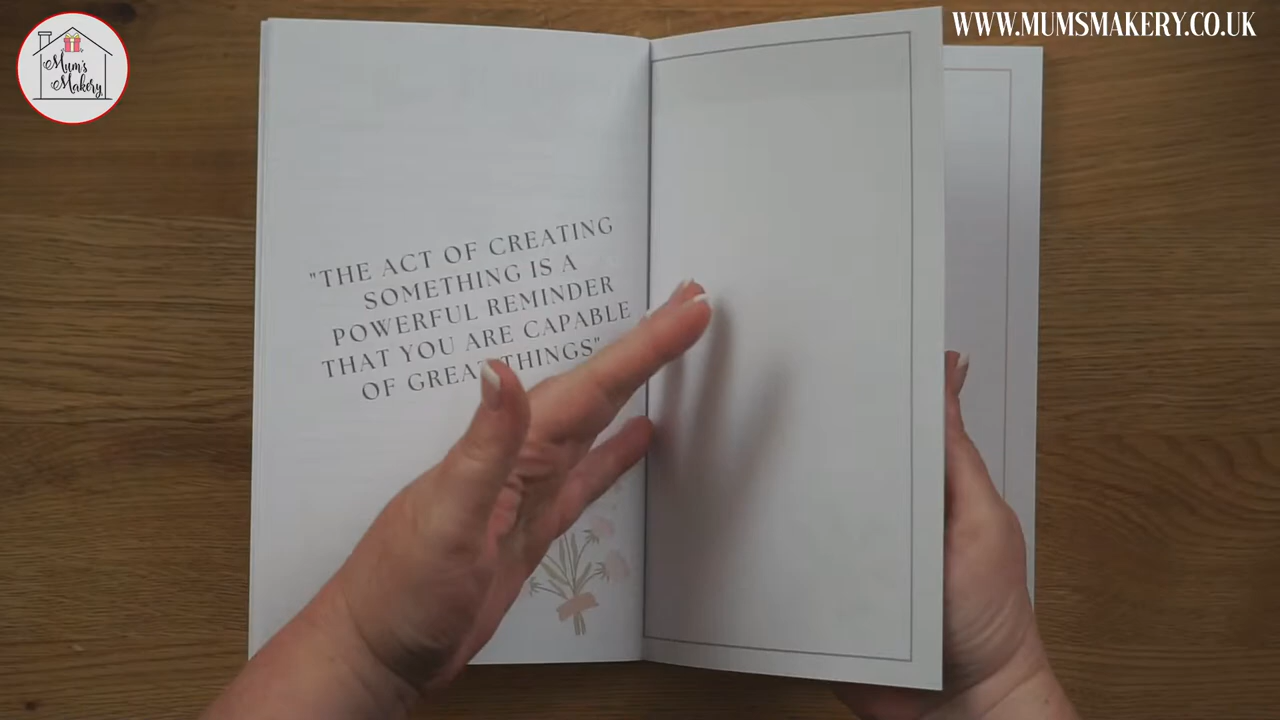 Mum's
Makery
WWW.MUMSMAKERY.CO.UK
"THE ACT OF CREATING
SOMETHING IS A
POWERFUL REMINDER
THAT YOU ARE CAPABLE
OF GREAT THINGS"